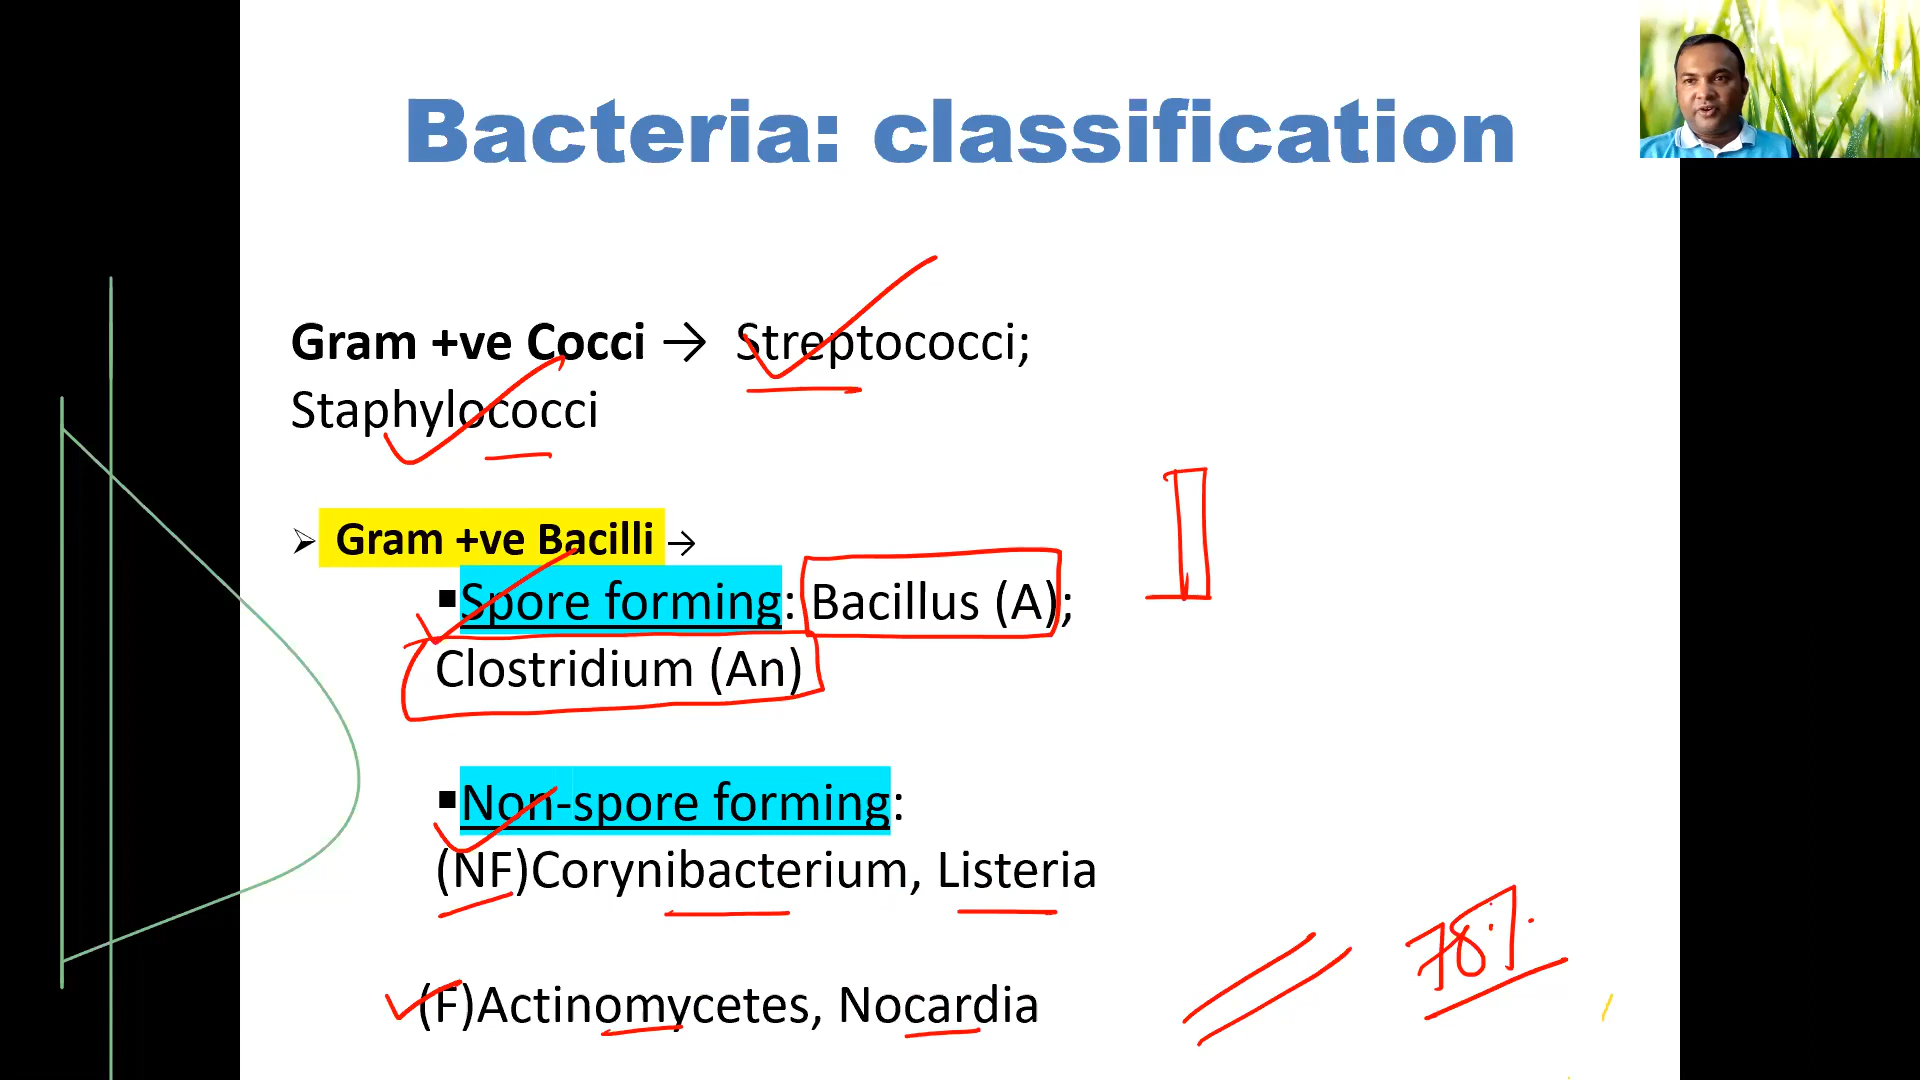 Bacteria: classification
Gram +ve Cocci → Streptococci;
Staphylococci
➢ Gram +ve Bacilli →
▪Spore forming: Bacillus (A);
Clostridium (An)
▪Non-spore forming:
(NF)Corynibacterium, Listeria
(F)Actinomycetes, Nocardia
78%